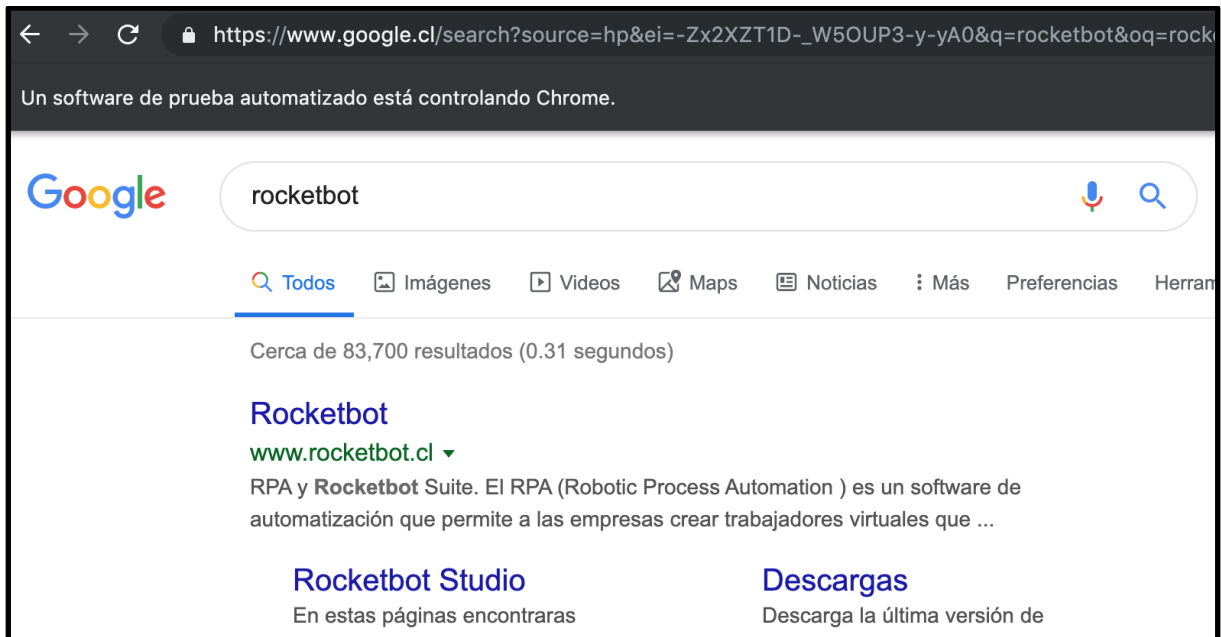 https://www.google.cl/search?source=hp&ei=-Zx2XZT1D-_W5OUP3-y-yA0&q=rocketbot&oq=rock
Un software de prueba automatizado está controlando Chrome.
Google rocketbot
Todos Imágenes Videos Maps Noticias Más Preferencias Herram
Cerca de 83,700 resultados (0.31 segundos)
Rocketbot
www.rocketbot.cl
RPA y Rocketbot Suite. El RPA (Robotic Process Automation ) es un software de
automatización que permite a las empresas crear trabajadores virtuales que ...
Rocketbot Studio Descargas
En estas páginas encontraras Descarga la última versión de